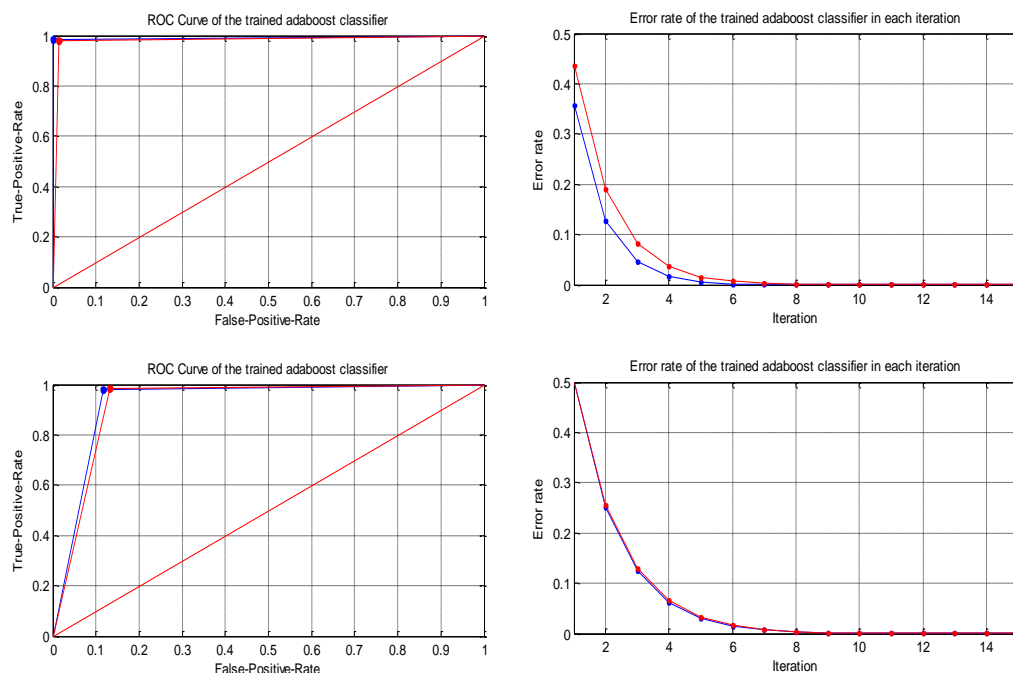 ROC Curve of the trained adaboost classifier
True-Positive-Rate
1
0.8
0.6
0.4
0.2
0
0 0.1 0.2 0.3 0.4 0.5 0.6 0.7 0.8 0.9 1
False-Positive-Rate
Error rate of the trained adaboost classifier in each iteration
Error rate
0.5
0.4
0.3
0.2
0.1
0
2 4 6 8 10 12 14
Iteration
ROC Curve of the trained adaboost classifier
True-Positive-Rate
1
0.8
0.6
0.4
0.2
0
0 0.1 0.2 0.3 0.4 0.5 0.6 0.7 0.8 0.9 1
False-Positive-Rate
Error rate of the trained adaboost classifier in each iteration
Error rate
0.5
0.4
0.3
0.2
0.1
0
2 4 6 8 10 12 14
Iteration